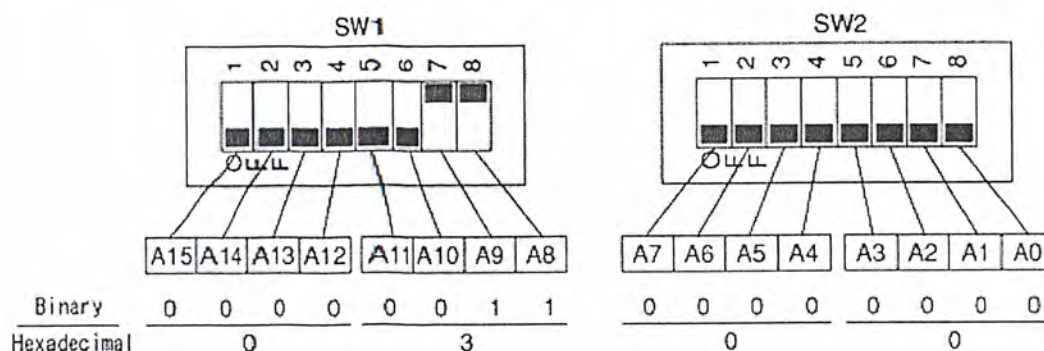 SW1 SW2
1 2 3 4 5 6 7 8 1 2 3 4 5 6 7 8
OFF OFF
A15 A14 A13 A12 A11 A10 A9 A8 A7 A6 A5 A4 A3 A2 A1 A0
Binary 0 0 0 0 0 0 1 1 0 0 0 0 0 0 0 0
Hexadecimal 0 3 0 0